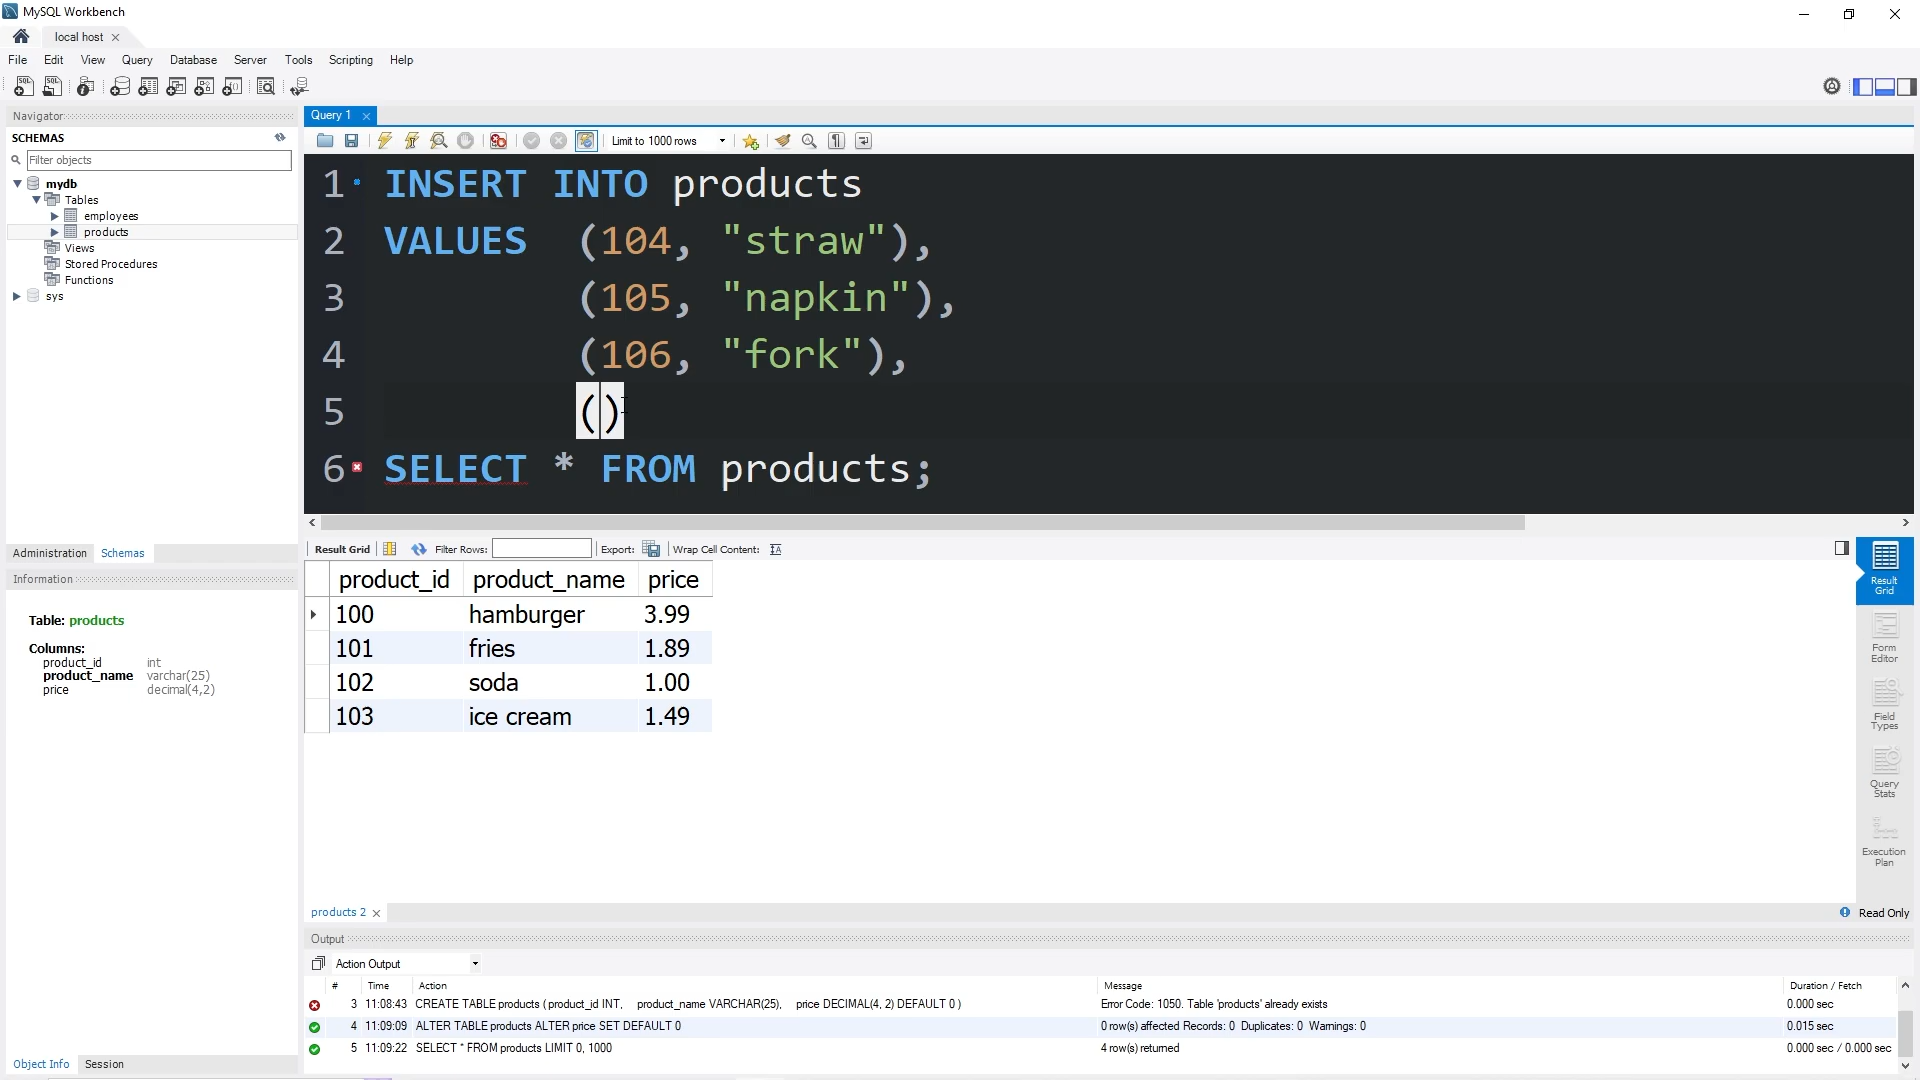 MySQL Workbench
local host
File Edit View Query Database Server Tools Scripting Help
Navigator
SCHEMAS
Filter objects
mydb
Tables
employees
products
Views
Stored Procedures
Functions
sys
Administration Schemas
Information
Table: products
Columns:
product_id int
product_name varchar(25)
price decimal(4,2)
Object Info Session
Query 1
Limit to 1000 rows
1 INSERT INTO products
2 VALUES (104, "straw"),
3 (105, "napkin"),
4 (106, "fork"),
5 ()
6 SELECT * FROM products;
Result Grid Filter Rows: Export: Wrap Cell Content:
product_id product_name price
100 hamburger 3.99
101 fries 1.89
102 soda 1.00
103 ice cream 1.49
Result
Grid
Form
Editor
Field
Types
Query
Stats
Execution
Plan
products 2
Read Only
Output
Action Output
# Time Action Message Duration / Fetch
3 11:08:43 CREATE TABLE products ( product_id INT, product_name VARCHAR(25), price DECIMAL(4, 2) DEFAULT 0 ) Error Code: 1050. Table 'products' already exists 0.000 sec
4 11:09:09 ALTER TABLE products ALTER price SET DEFAULT 0 0 row(s) affected Records: 0 Duplicates: 0 Warnings: 0 0.015 sec
5 11:09:22 SELECT * FROM products LIMIT 0, 1000 4 row(s) returned 0.000 sec / 0.000 sec